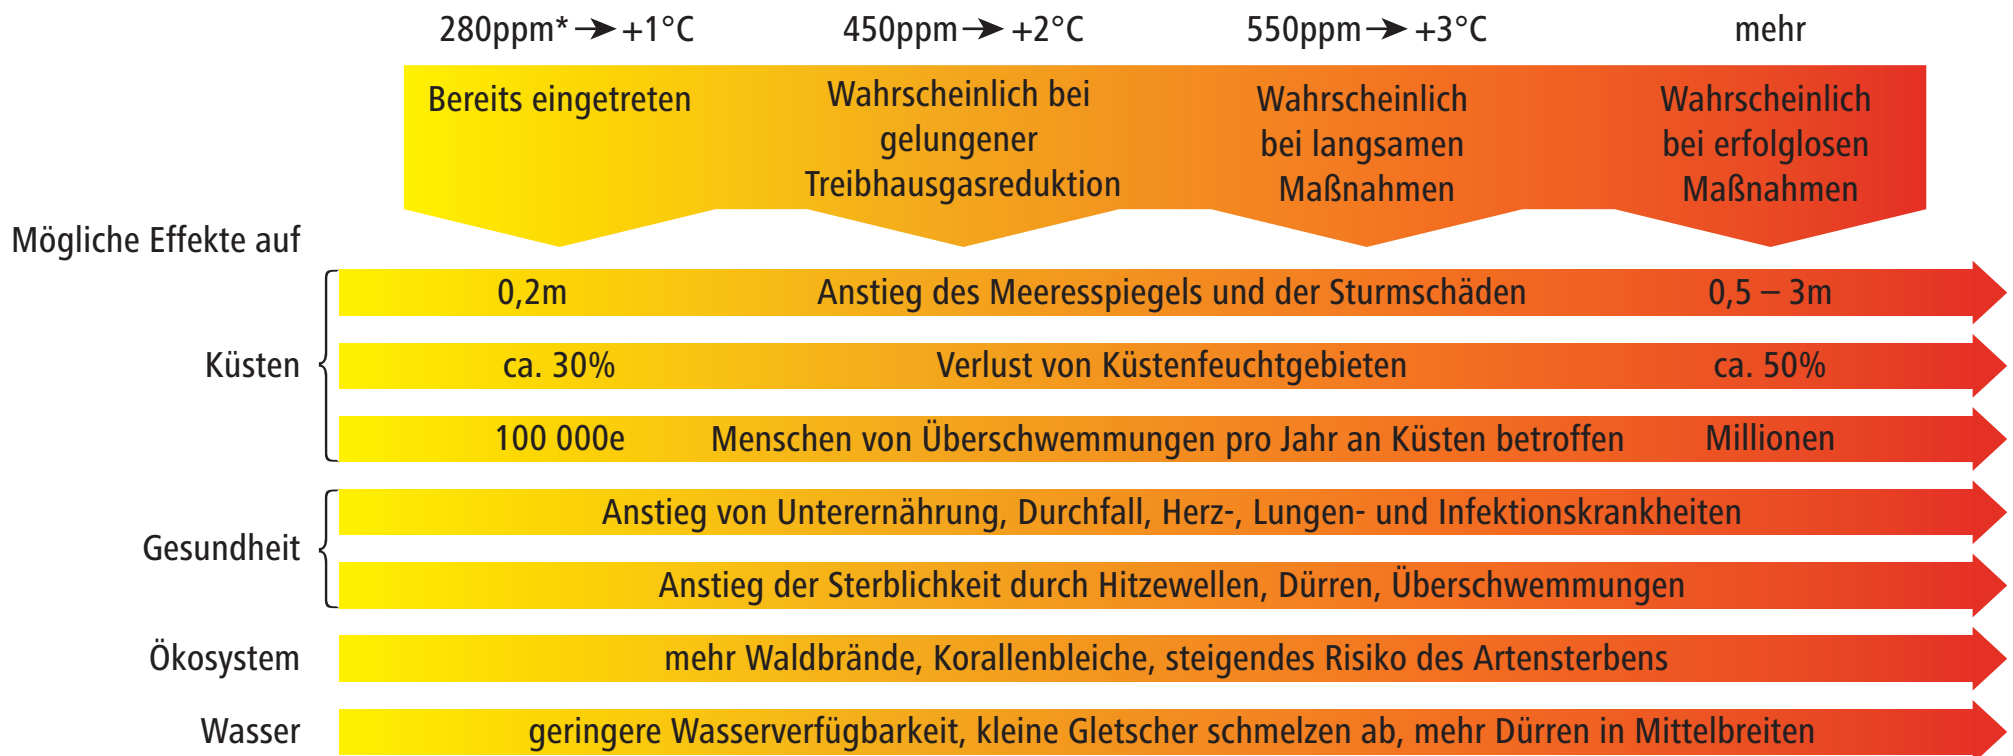 280ppm* → +1°C 450ppm → +2°C 550ppm → +3°C mehr
Bereits eingetreten
Wahrscheinlich bei
gelungener
Treibhausgasreduktion
Wahrscheinlich
bei langsamen
Maßnahmen
Wahrscheinlich
bei erfolglosen
Maßnahmen
Mögliche Effekte auf
Küsten
0,2m Anstieg des Meeresspiegels und der Sturmschäden 0,5 – 3m
ca. 30% Verlust von Küstenfeuchtgebieten ca. 50%
100 000e Menschen von Überschwemmungen pro Jahr an Küsten betroffen Millionen
Gesundheit
Anstieg von Unterernährung, Durchfall, Herz-, Lungen- und Infektionskrankheiten
Anstieg der Sterblichkeit durch Hitzewellen, Dürren, Überschwemmungen
Ökosystem mehr Waldbrände, Korallenbleiche, steigendes Risiko des Artensterbens
Wasser geringere Wasserverfügbarkeit, kleine Gletscher schmelzen ab, mehr Dürren in Mittelbreiten